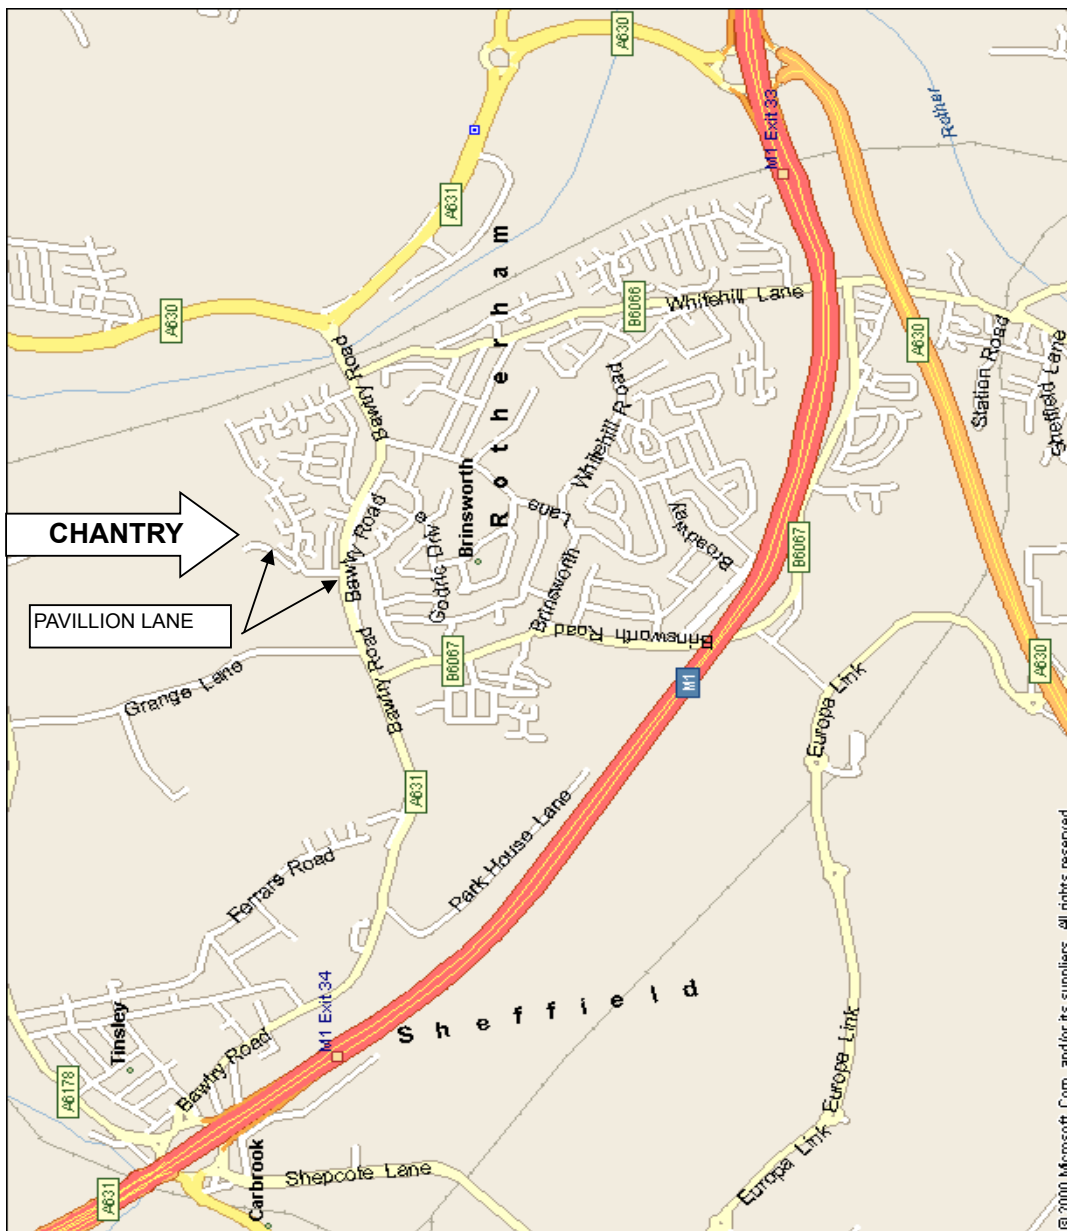 A630
A631
M1 Exit 33
Rother
A630
Rotherham
B6066
Whitehill Lane
Bawtry Road
A630
Station Road
Sheffield Lane
Bawtry Road
CHANTRY
Whitehill Road
Brinsworth
Godric Drive
Lane
Broadway
B6067
Bawtry Road
PAVILLION LANE
Brinsworth
Brinsworth Road
B6067
Grange Lane
Bawtry Road
M1
A630
Europa Link
A631
Park House Lane
Ferrars Road
M1 Exit 34
Sheffield
Tinsley
Bawtry Road
A6178
Europa Link
Europa Link
Shepcote Lane
Carbrook
A631
© 2000 Microsoft Corp. and/or its suppliers. All rights reserved.